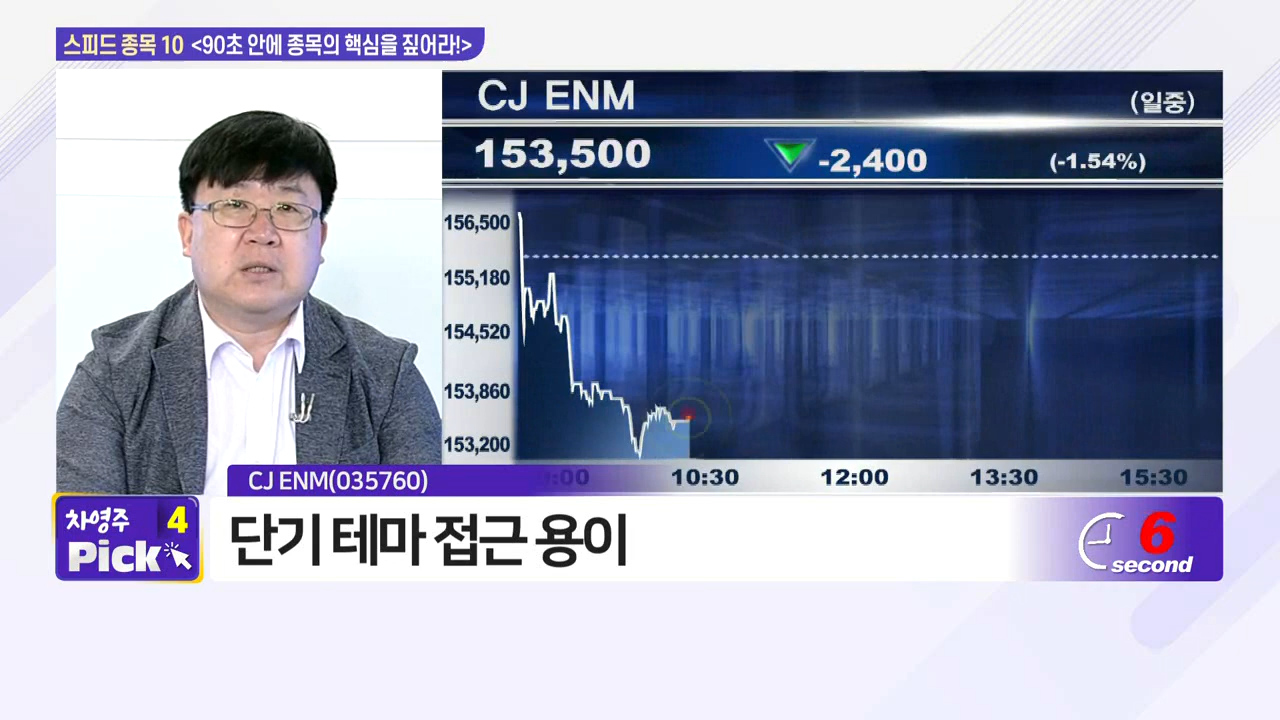 스피드 종목 10 <90초 안에 종목의 핵심을 짚어라!>
CJ ENM
(일중)
153,500 -2,400 (-1.54%)
156,500
155,180
154,520
153,860
153,200
10:30 12:00 13:30 15:30
CJ ENM(035760)
차영주 4
Pick
단기 테마 접근 용이
6
second